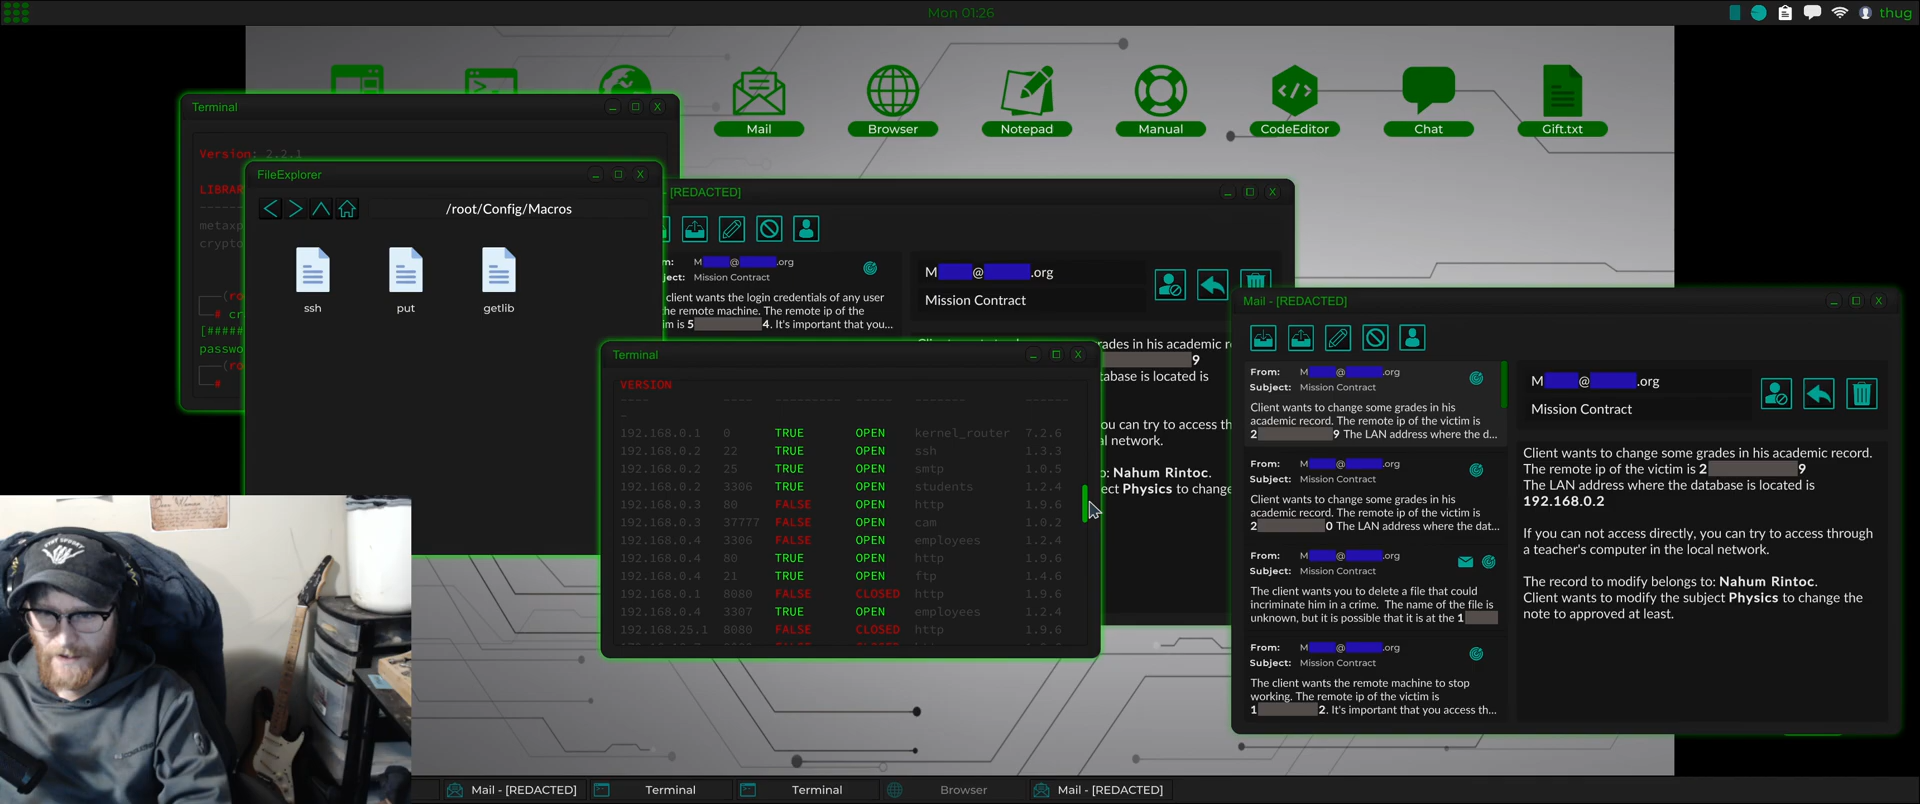 Mon 01:26
thug
Mail
Browser
Notepad
Manual
CodeEditor
Chat
Gift.txt
Terminal
Version: 2.2.1
LIBRAR
metaxp
crypto
(ro
# cr
[#####
passwo
(ro
#
FileExplorer
/root/Config/Macros
ssh
put
getlib
- [REDACTED]
m: M @ .org
ject: Mission Contract
client wants the login credentials of any user
he remote machine. The remote ip of the
im is 5 4. It's important that you...
M @ .org
Mission Contract
rades in his academic r
9
tabase is located is
ou can try to access th
al network.
o: Nahum Rintoc.
ect Physics to change
Terminal
VERSION
192.168.0.1 0 TRUE OPEN kernel_router 7.2.6
192.168.0.2 22 TRUE OPEN ssh 1.3.3
192.168.0.2 25 TRUE OPEN smtp 1.0.5
192.168.0.2 3306 TRUE OPEN students 1.2.4
192.168.0.3 80 FALSE OPEN http 1.9.6
192.168.0.3 37777 FALSE OPEN cam 1.0.2
192.168.0.4 3306 FALSE OPEN employees 1.2.4
192.168.0.4 80 TRUE OPEN http 1.9.6
192.168.0.4 21 TRUE OPEN ftp 1.4.6
192.168.0.1 8080 FALSE CLOSED http 1.9.6
192.168.0.4 3307 TRUE OPEN employees 1.2.4
192.168.25.1 8080 FALSE CLOSED http 1.9.6
Mail - [REDACTED]
From: M @ .org
Subject: Mission Contract
Client wants to change some grades in his
academic record. The remote ip of the victim is
2 9 The LAN address where the d...
From: M @ .org
Subject: Mission Contract
Client wants to change some grades in his
academic record. The remote ip of the victim is
2 0 The LAN address where the dat...
From: M @ .org
Subject: Mission Contract
The client wants you to delete a file that could
incriminate him in a crime. The name of the file is
unknown, but it is possible that it is at the 1
From: M @ .org
Subject: Mission Contract
The client wants the remote machine to stop
working. The remote ip of the victim is
1 2. It's important that you access th...
M @ .org
Mission Contract
Client wants to change some grades in his academic record.
The remote ip of the victim is 2 9
The LAN address where the database is located is
192.168.0.2
If you can not access directly, you can try to access through
a teacher's computer in the local network.
The record to modify belongs to: Nahum Rintoc.
Client wants to modify the subject Physics to change the
note to approved at least.
Mail - [REDACTED]
Terminal
Terminal
Browser
Mail - [REDACTED]